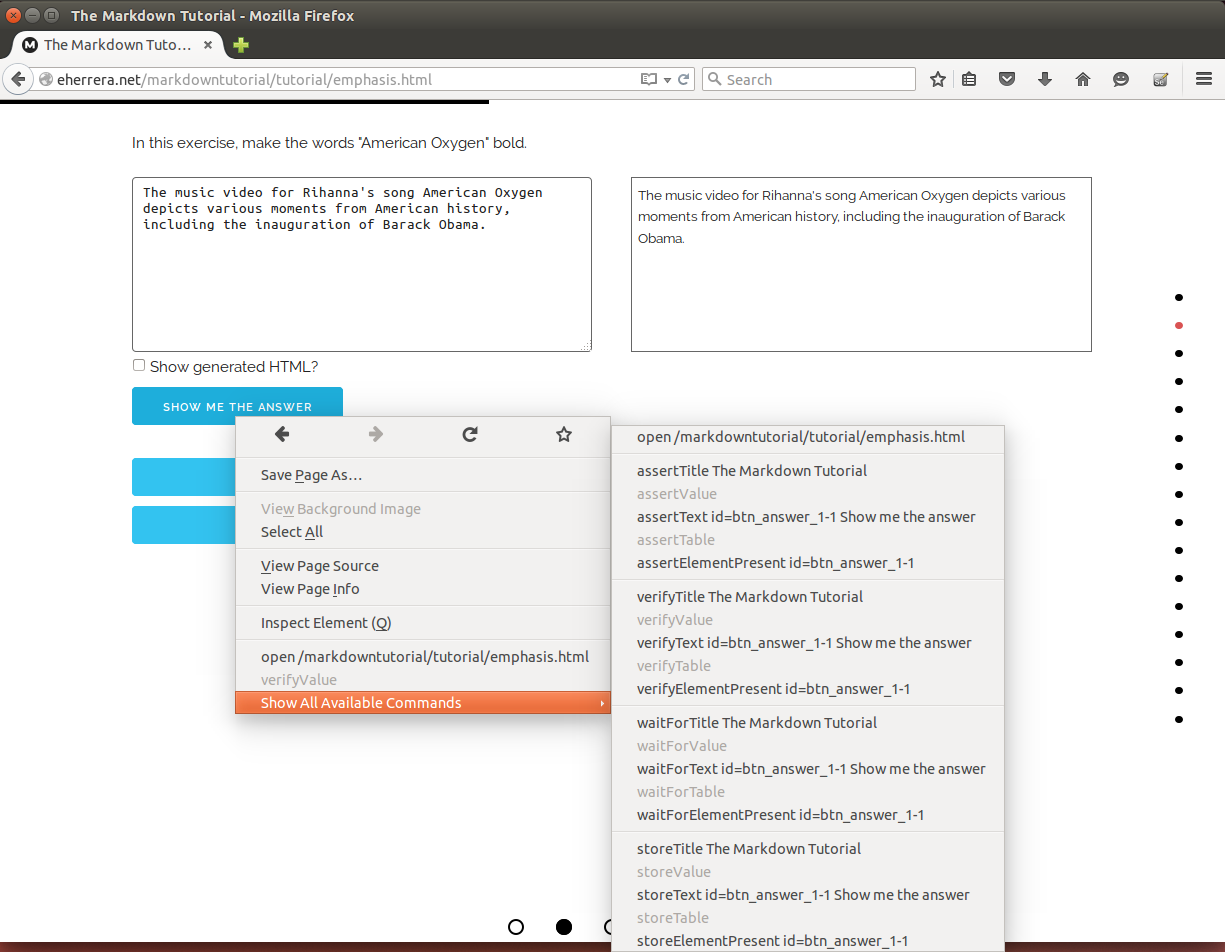 The Markdown Tutorial - Mozilla Firefox
The Markdown Tuto...
eherrera.net/markdowntutorial/tutorial/emphasis.html
Search
In this exercise, make the words "American Oxygen" bold.
The music video for Rihanna's song American Oxygen
depicts various moments from American history,
including the inauguration of Barack Obama.
The music video for Rihanna's song American Oxygen depicts various
moments from American history, including the inauguration of Barack
Obama.
Show generated HTML?
SHOW ME THE ANSWER
Save Page As...
View Background Image
Select All
View Page Source
View Page Info
Inspect Element (Q)
open /markdowntutorial/tutorial/emphasis.html
verifyValue
Show All Available Commands
open /markdowntutorial/tutorial/emphasis.html
assertTitle The Markdown Tutorial
assertValue
assertText id=btn_answer_1-1 Show me the answer
assertTable
assertElementPresent id=btn_answer_1-1
verifyTitle The Markdown Tutorial
verifyValue
verifyText id=btn_answer_1-1 Show me the answer
verifyTable
verifyElementPresent id=btn_answer_1-1
waitForTitle The Markdown Tutorial
waitForValue
waitForText id=btn_answer_1-1 Show me the answer
waitForTable
waitForElementPresent id=btn_answer_1-1
storeTitle The Markdown Tutorial
storeValue
storeText id=btn_answer_1-1 Show me the answer
storeTable
storeElementPresent id=btn_answer_1-1